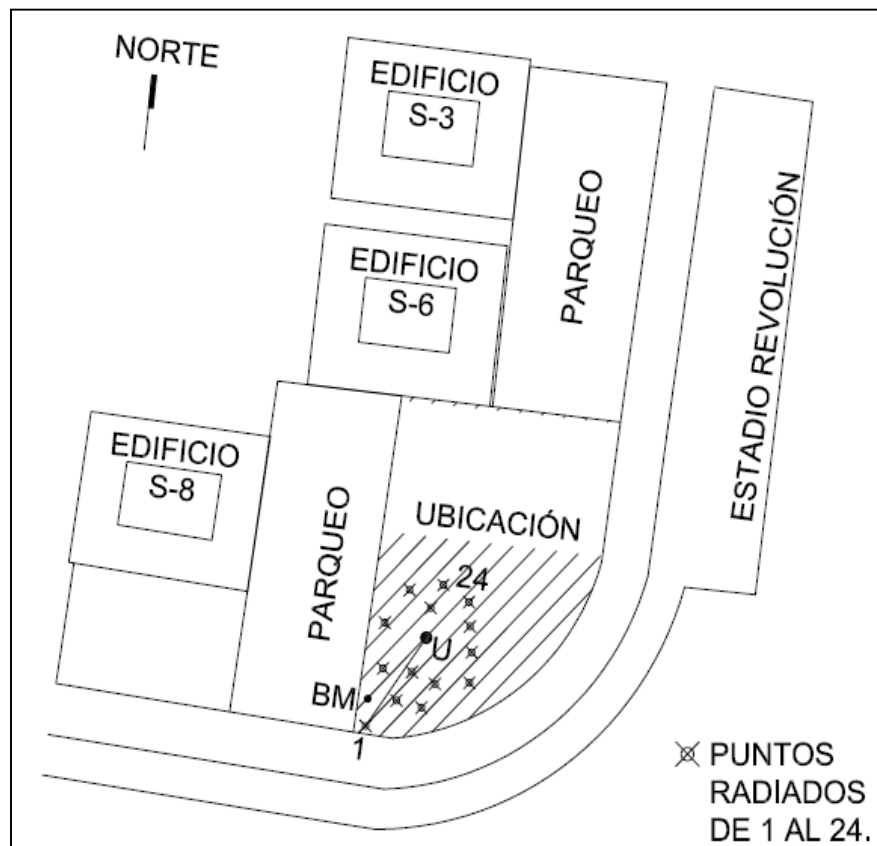 NORTE
EDIFICIO
S-3
PARQUEO
EDIFICIO
S-6
ESTADIO REVOLUCIÓN
EDIFICIO
S-8
PARQUEO
UBICACIÓN
24
U
BM
1
PUNTOS
RADIADOS
DE 1 AL 24.